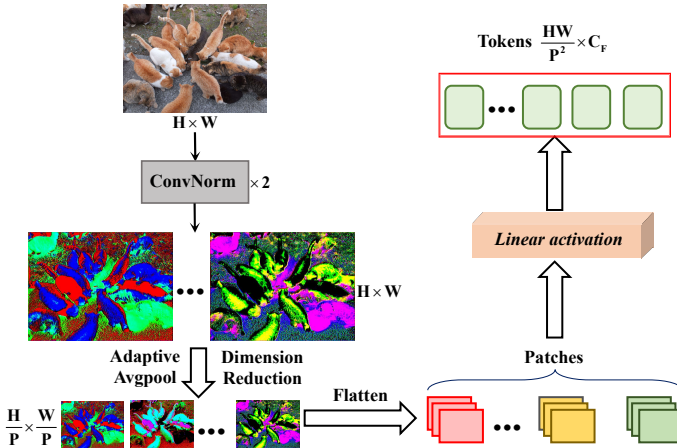 H×W
ConvNorm ×2
H×W
Adaptive Avgpool
Dimension Reduction
H/P × W/P
Flatten
Patches
Linear activation
Tokens HW/P² ×C_F